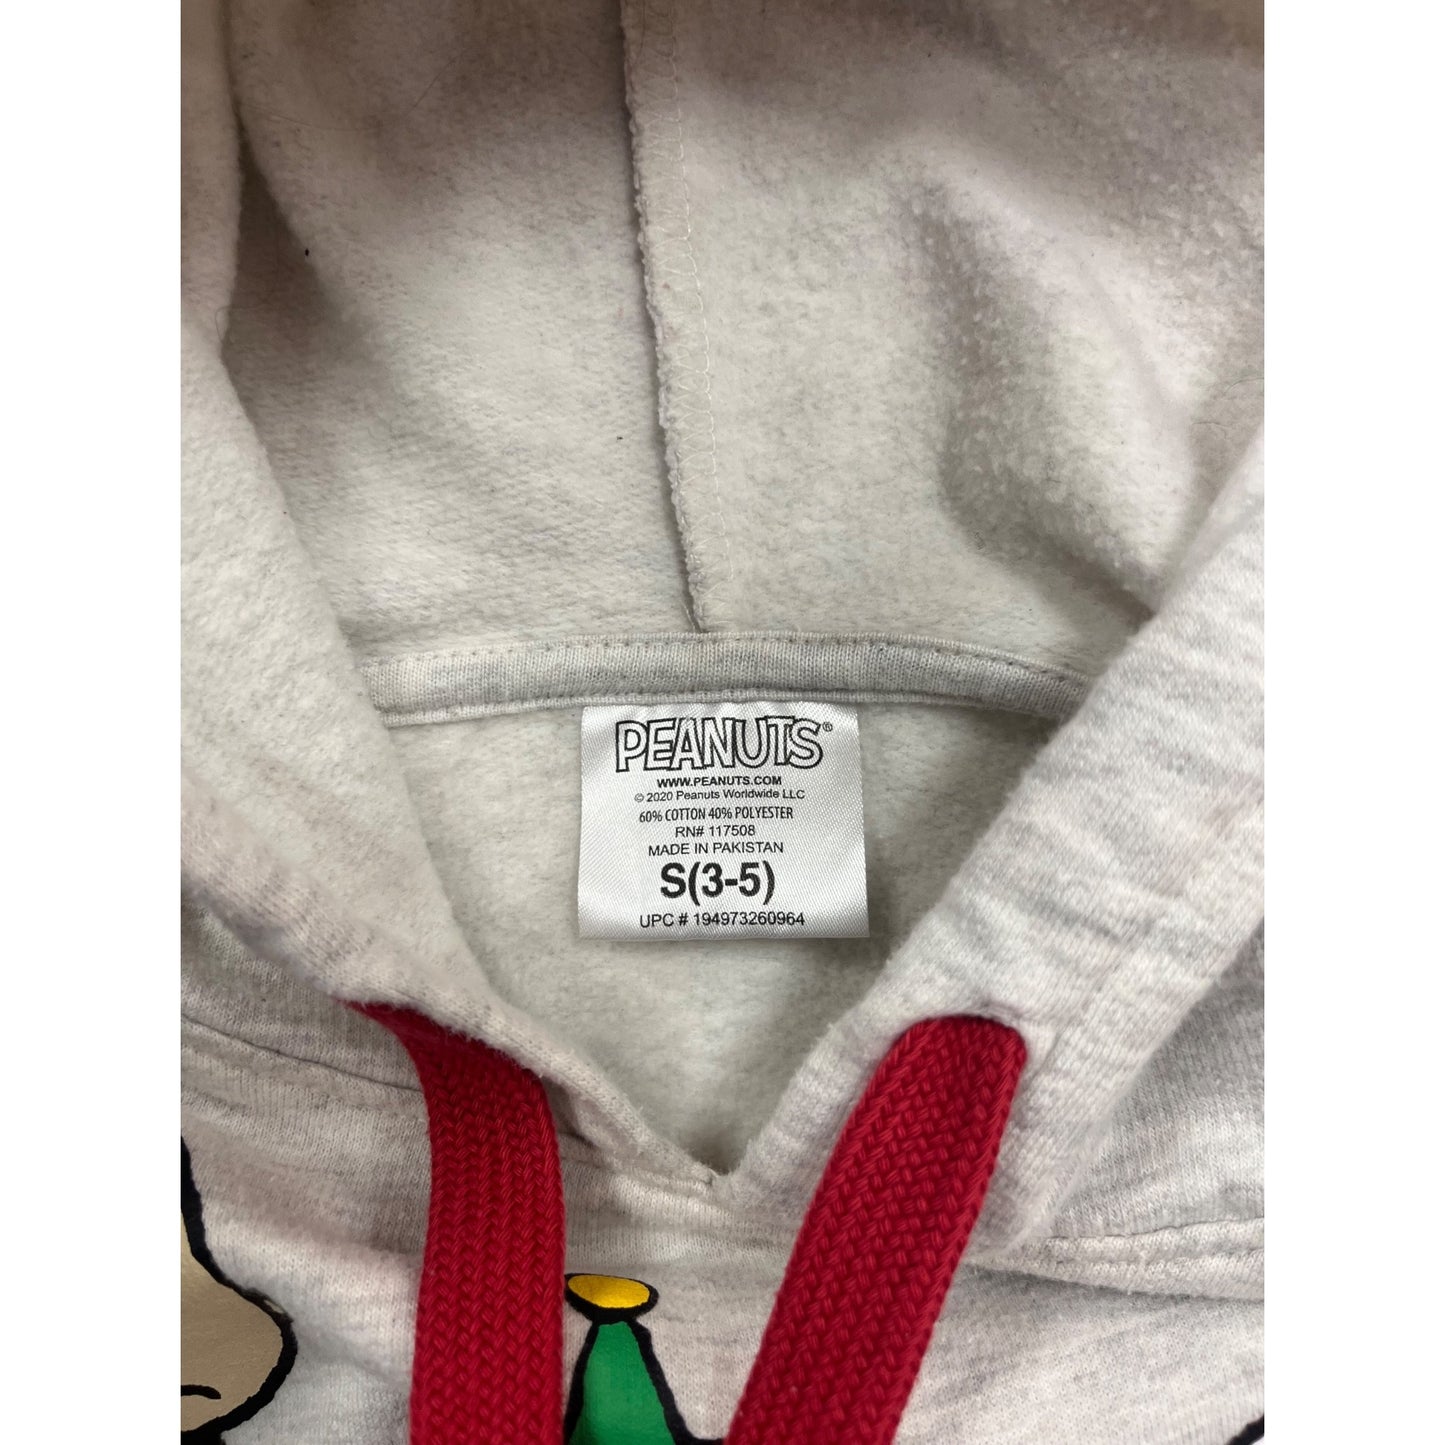 PEANUTS®
WWW.PEANUTS.COM
© 2020 Peanuts Worldwide LLC
60% COTTON 40% POLYESTER
RN# 117508
MADE IN PAKISTAN
S(3-5)
UPC # 194973260964